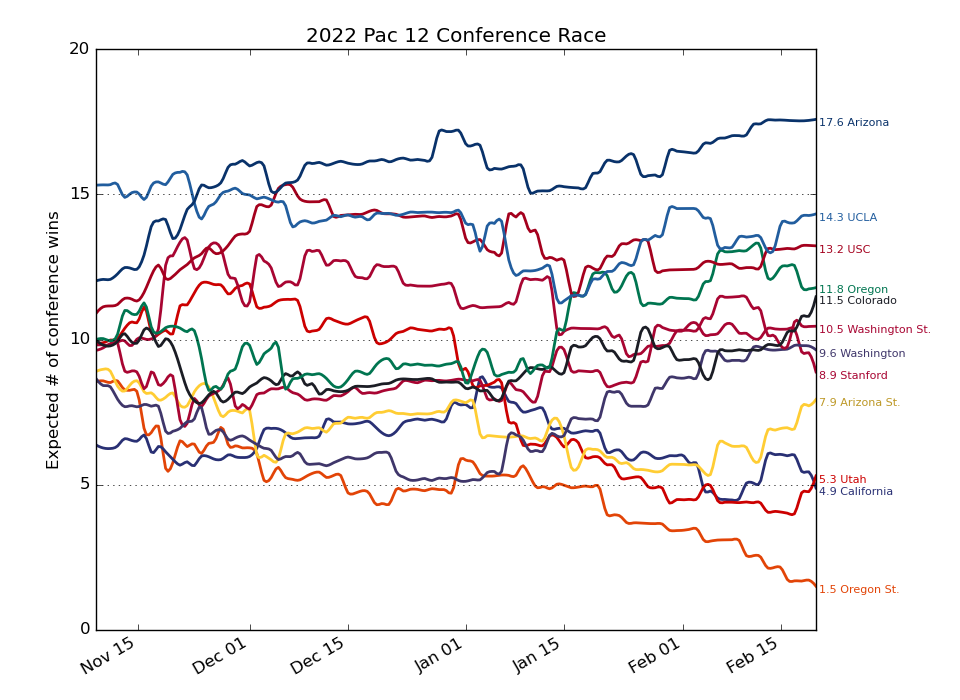 2022 Pac 12 Conference Race
Expected # of conference wins
20
15
10
5
0
17.6 Arizona
14.3 UCLA
13.2 USC
11.8 Oregon
11.5 Colorado
10.5 Washington St.
9.6 Washington
8.9 Stanford
7.9 Arizona St.
5.3 Utah
4.9 California
1.5 Oregon St.
Nov 15
Dec 01
Dec 15
Jan 01
Jan 15
Feb 01
Feb 15